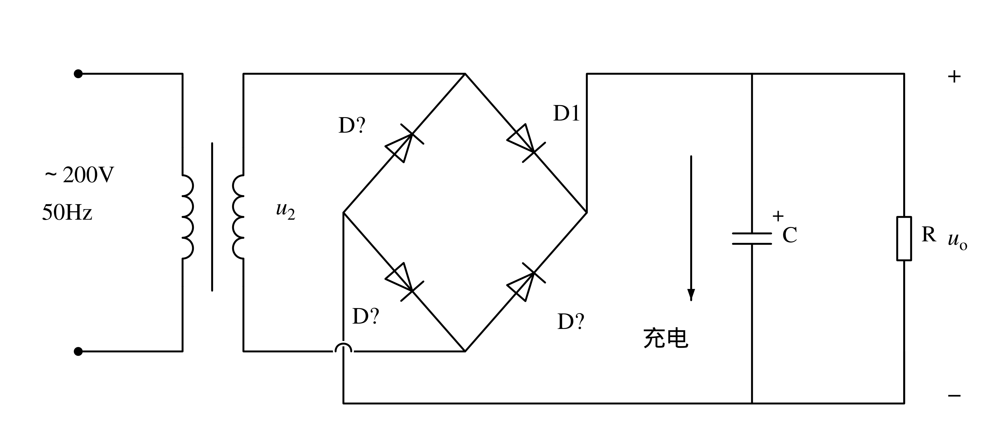 +
D1
D?
~ 200V
50Hz
u2
+
C
R
uo
D?
D?
充电
−